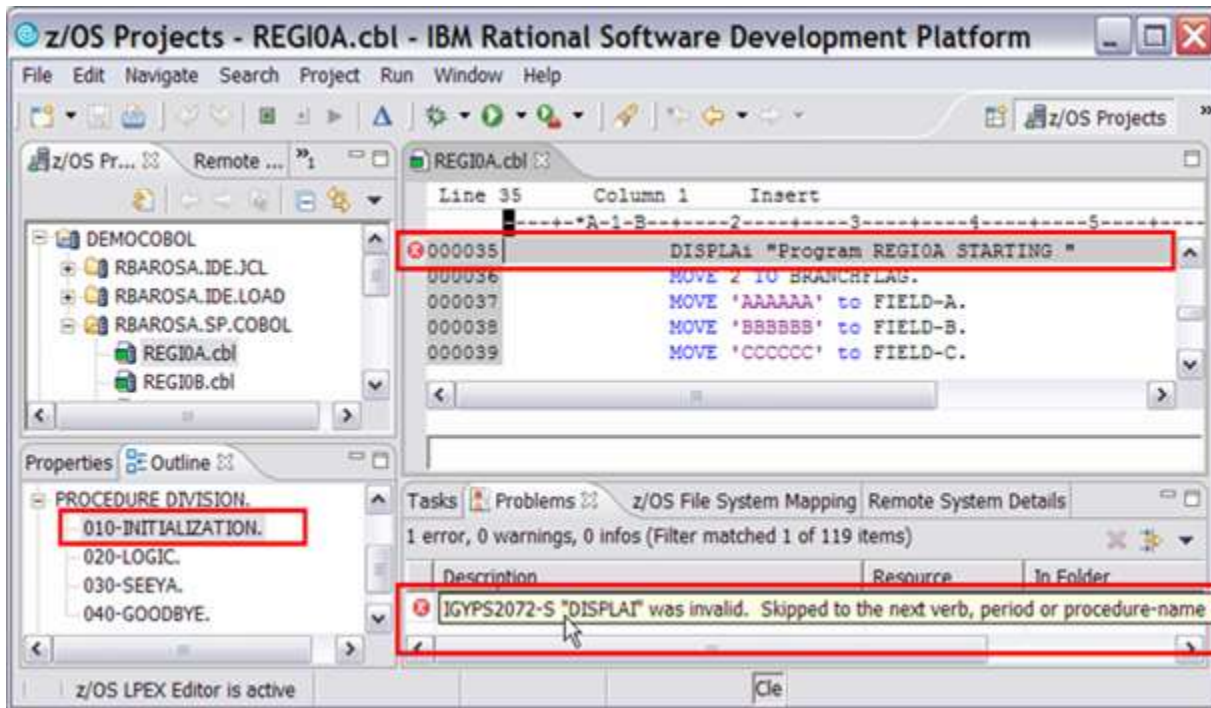 z/OS Projects - REGI0A.cbl - IBM Rational Software Development Platform
File Edit Navigate Search Project Run Window Help
z/OS Projects
z/OS Pr... Remote ... »1
REGI0A.cbl
Line 35 Column 1 Insert
----+-*A-1-B--+----2----+----3----+----4----+----5----+----
DEMOCOBOL
RBAROSA.IDE.JCL
RBAROSA.IDE.LOAD
RBAROSA.SP.COBOL
REGI0A.cbl
REGI0B.cbl
000035 DISPLAi "Program REGI0A STARTING "
000036 MOVE 2 TO BRANCHFLAG.
000037 MOVE 'AAAAAA' to FIELD-A.
000038 MOVE 'BBBBBB' to FIELD-B.
000039 MOVE 'CCCCCC' to FIELD-C.
Properties Outline
PROCEDURE DIVISION.
010-INITIALIZATION.
020-LOGIC.
030-SEEYA.
040-GOODBYE.
Tasks Problems z/OS File System Mapping Remote System Details
1 error, 0 warnings, 0 infos (Filter matched 1 of 119 items)
Description Resource In Folder
IGYPS2072-S "DISPLAI" was invalid. Skipped to the next verb, period or procedure-name
z/OS LPEX Editor is active
Cle